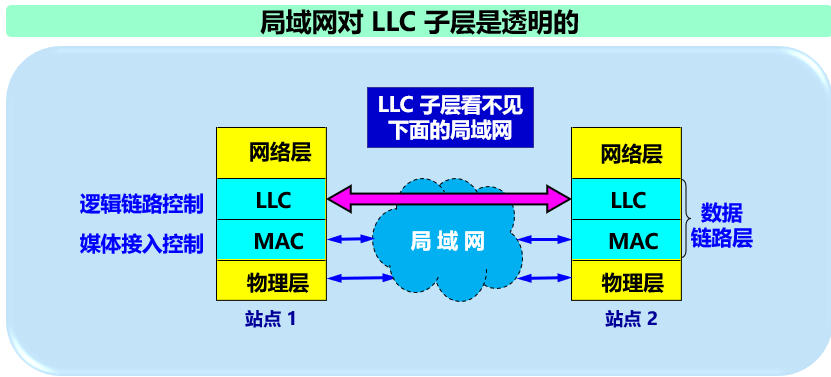 局域网对 LLC 子层是透明的
LLC 子层看不见
下面的局域网
网络层
网络层
逻辑链路控制
LLC
LLC
数据
链路层
媒体接入控制
MAC
局 域 网
MAC
物理层
物理层
站点 1
站点 2